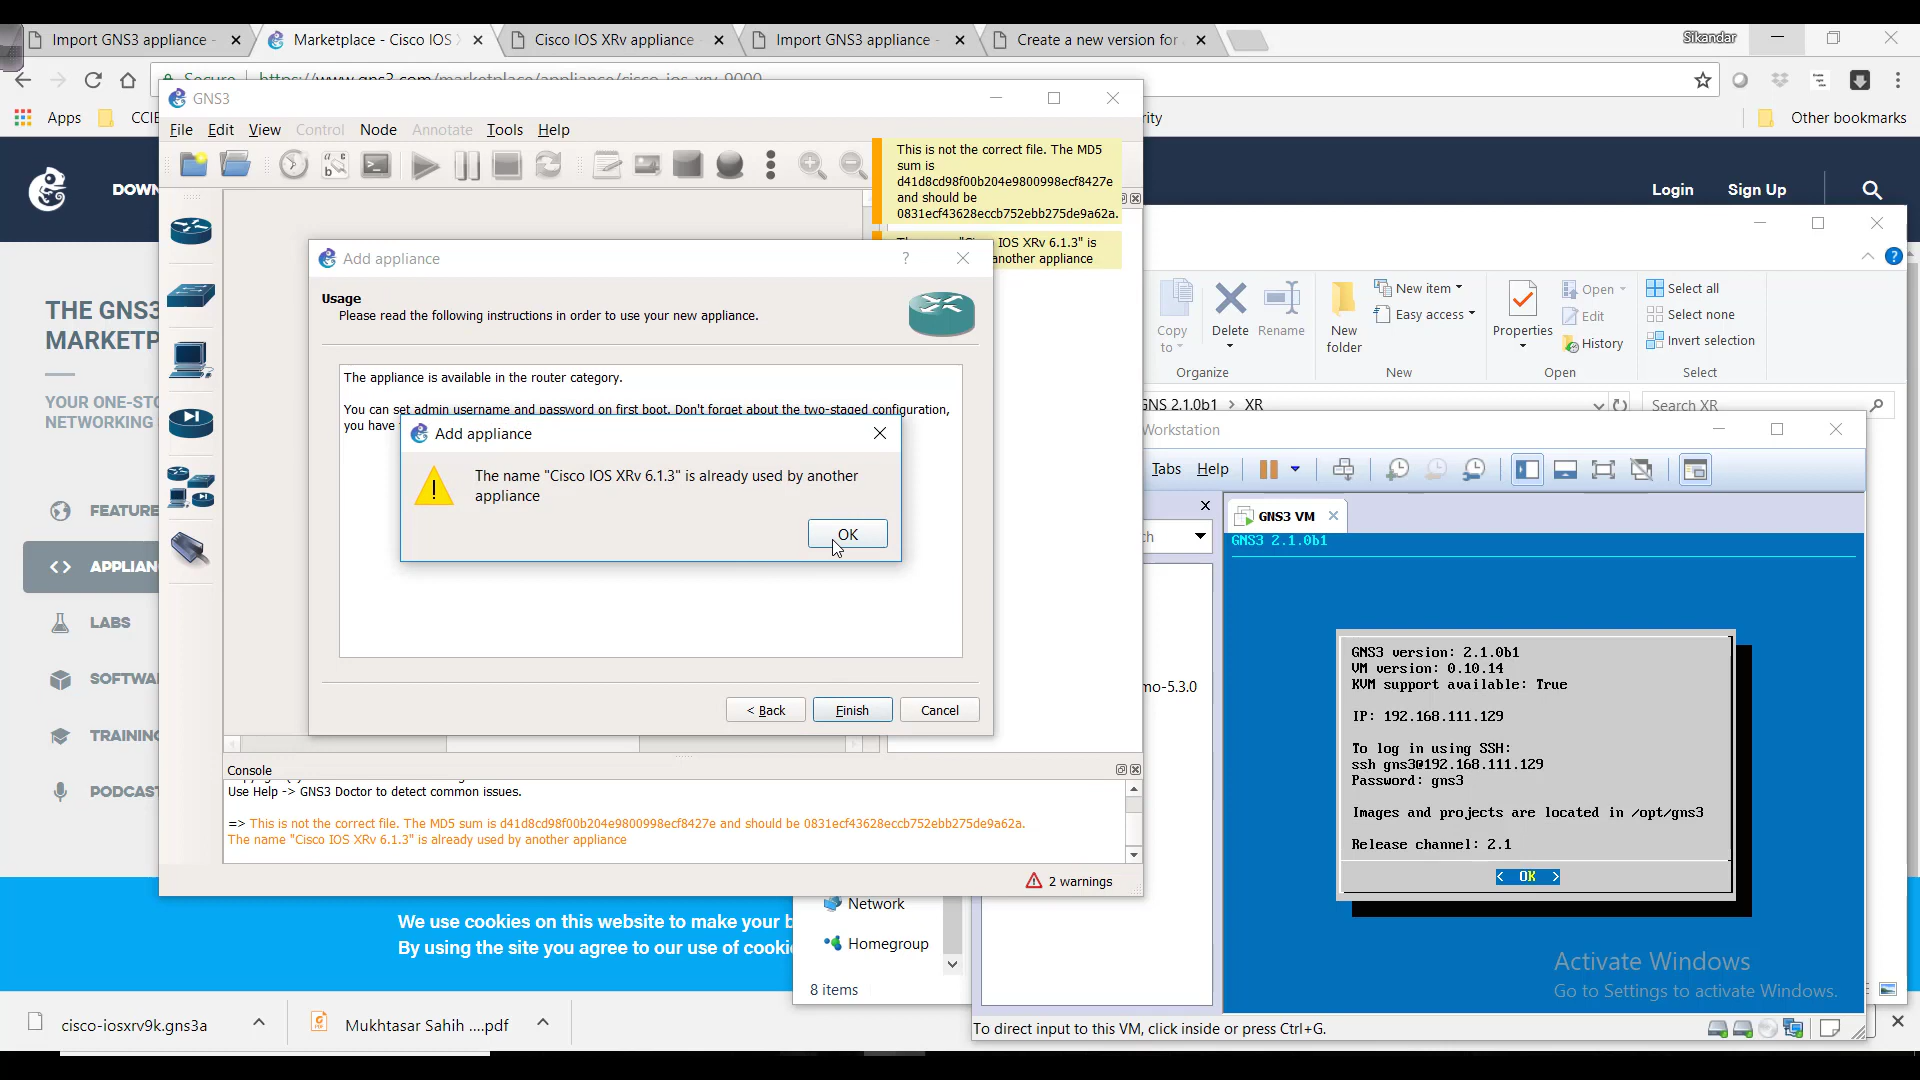 Import GNS3 appliance -
Marketplace - Cisco IOS X
Cisco IOS XRv appliance
Import GNS3 appliance -
Create a new version for
Sikandar
Secure
https://www.gns3.com/marketplace/appliance/cisco-ios-xrv-9000
Apps
CCIE
Other bookmarks
GNS3
File Edit View Control Node Annotate Tools Help
This is not the correct file. The MD5
sum is
d41d8cd98f00b204e9800998ecf8427e
and should be
0831ecf43628eccb752ebb275de9a62a.
IOS XRv 6.1.3" is
another appliance
DOWN
Login
Sign Up
THE GNS3
MARKETP
YOUR ONE-STO
NETWORKING
FEATURE
APPLIAN
LABS
SOFTWA
TRAINING
PODCAST
Add appliance
?
Usage
Please read the following instructions in order to use your new appliance.
The appliance is available in the router category.
You can set admin username and password on first boot. Don't forget about the two-staged configuration,
you have
Add appliance
The name "Cisco IOS XRv 6.1.3" is already used by another
appliance
OK
< Back
Finish
Cancel
Console
Use Help -> GNS3 Doctor to detect common issues.
=> This is not the correct file. The MD5 sum is d41d8cd98f00b204e9800998ecf8427e and should be 0831ecf43628eccb752ebb275de9a62a.
The name "Cisco IOS XRv 6.1.3" is already used by another appliance
2 warnings
Copy
to
Delete
Rename
New
folder
New item
Easy access
Properties
Open
Edit
History
Select all
Select none
Invert selection
Organize
New
Open
Select
GNS 2.1.0b1 > XR
Search XR
Workstation
Tabs Help
GNS3 VM
GNS3 2.1.0b1
mo-5.3.0
GNS3 version: 2.1.0b1
VM version: 0.10.14
KVM support available: True
IP: 192.168.111.129
To log in using SSH:
ssh gns3@192.168.111.129
Password: gns3
Images and projects are located in /opt/gns3
Release channel: 2.1
< OK >
Activate Windows
Go to Settings to activate Windows.
To direct input to this VM, click inside or press Ctrl+G.
Network
Homegroup
8 items
We use cookies on this website to make your b
By using the site you agree to our use of cooki
cisco-iosxrv9k.gns3a
Mukhtasar Sahih ....pdf